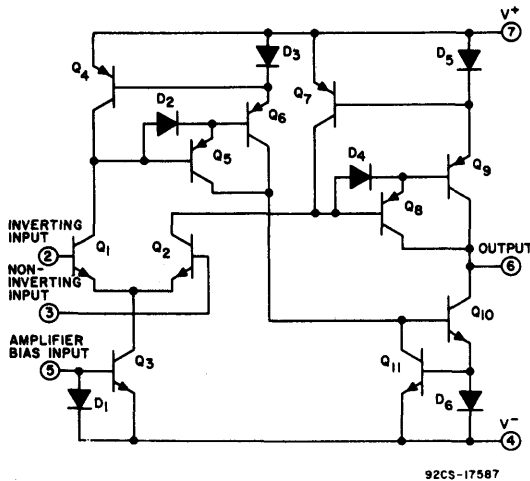 V+
7
Q4
D3
D5
Q7
D2
Q6
Q5
D4
Q9
Q8
INVERTING
INPUT
2
Q1
Q2
OUTPUT
6
NON-
INVERTING
INPUT
3
Q10
AMPLIFIER
BIAS INPUT
5
Q3
Q11
D1
D6
V-
4
92CS-17587